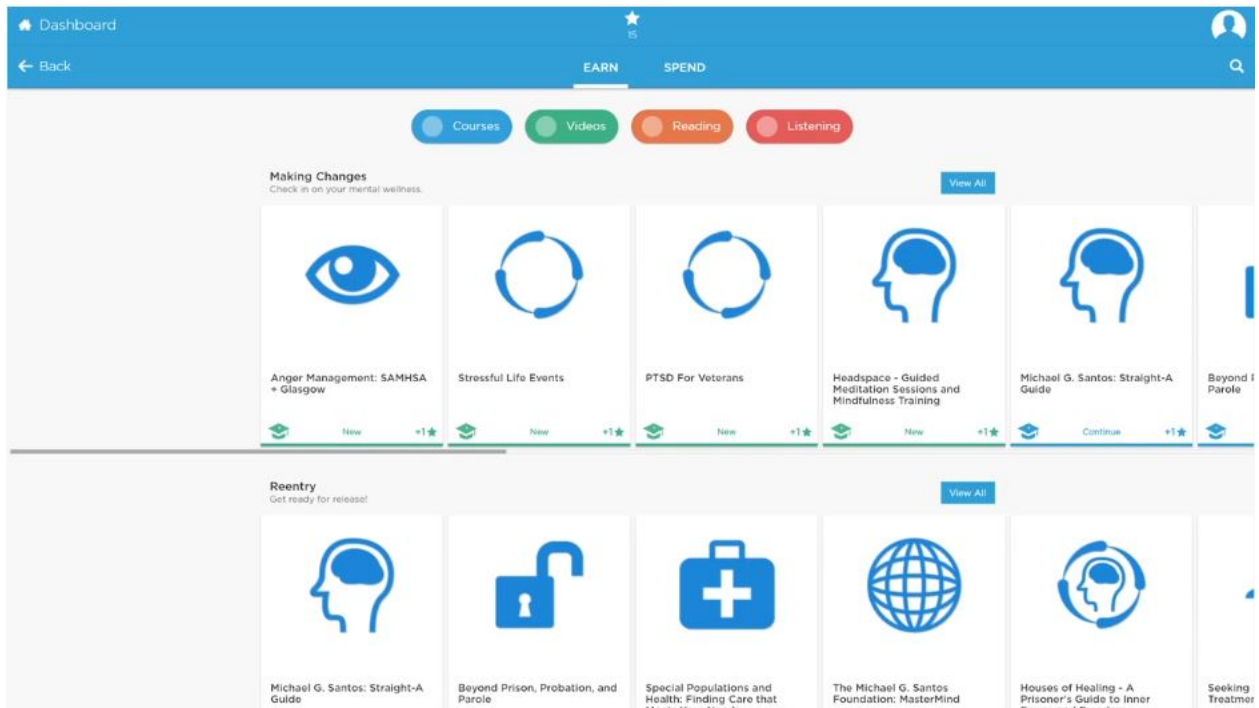 Dashboard
15
Back
EARN SPEND
Courses Videos Reading Listening
Making Changes
Check in on your mental wellness.
View All
Anger Management: SAMHSA
+ Glasgow
Stressful Life Events
PTSD For Veterans
Headspace - Guided
Meditation Sessions and
Mindfulness Training
Michael G. Santos: Straight-A
Guide
Beyond
Parole
New +1
New +1
New +1
New +1
Continue +1
Reentry
Get ready for release!
View All
Michael G. Santos: Straight-A
Guide
Beyond Prison, Probation, and
Parole
Special Populations and
Health: Finding Care that
The Michael G. Santos
Foundation: MasterMind
Houses of Healing - A
Prisoner's Guide to Inner
Seeking